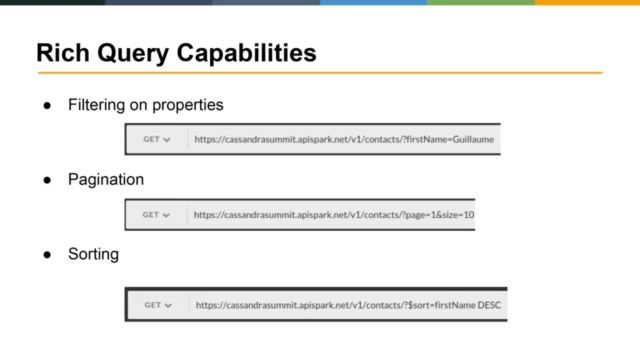 Rich Query Capabilities
● Filtering on properties
GET https://cassandrasummit.apispark.net/v1/contacts/?firstName=Guillaume
● Pagination
GET https://cassandrasummit.apispark.net/v1/contacts/?page=1&size=10
● Sorting
GET https://cassandrasummit.apispark.net/v1/contacts/?$sort=firstName DESC